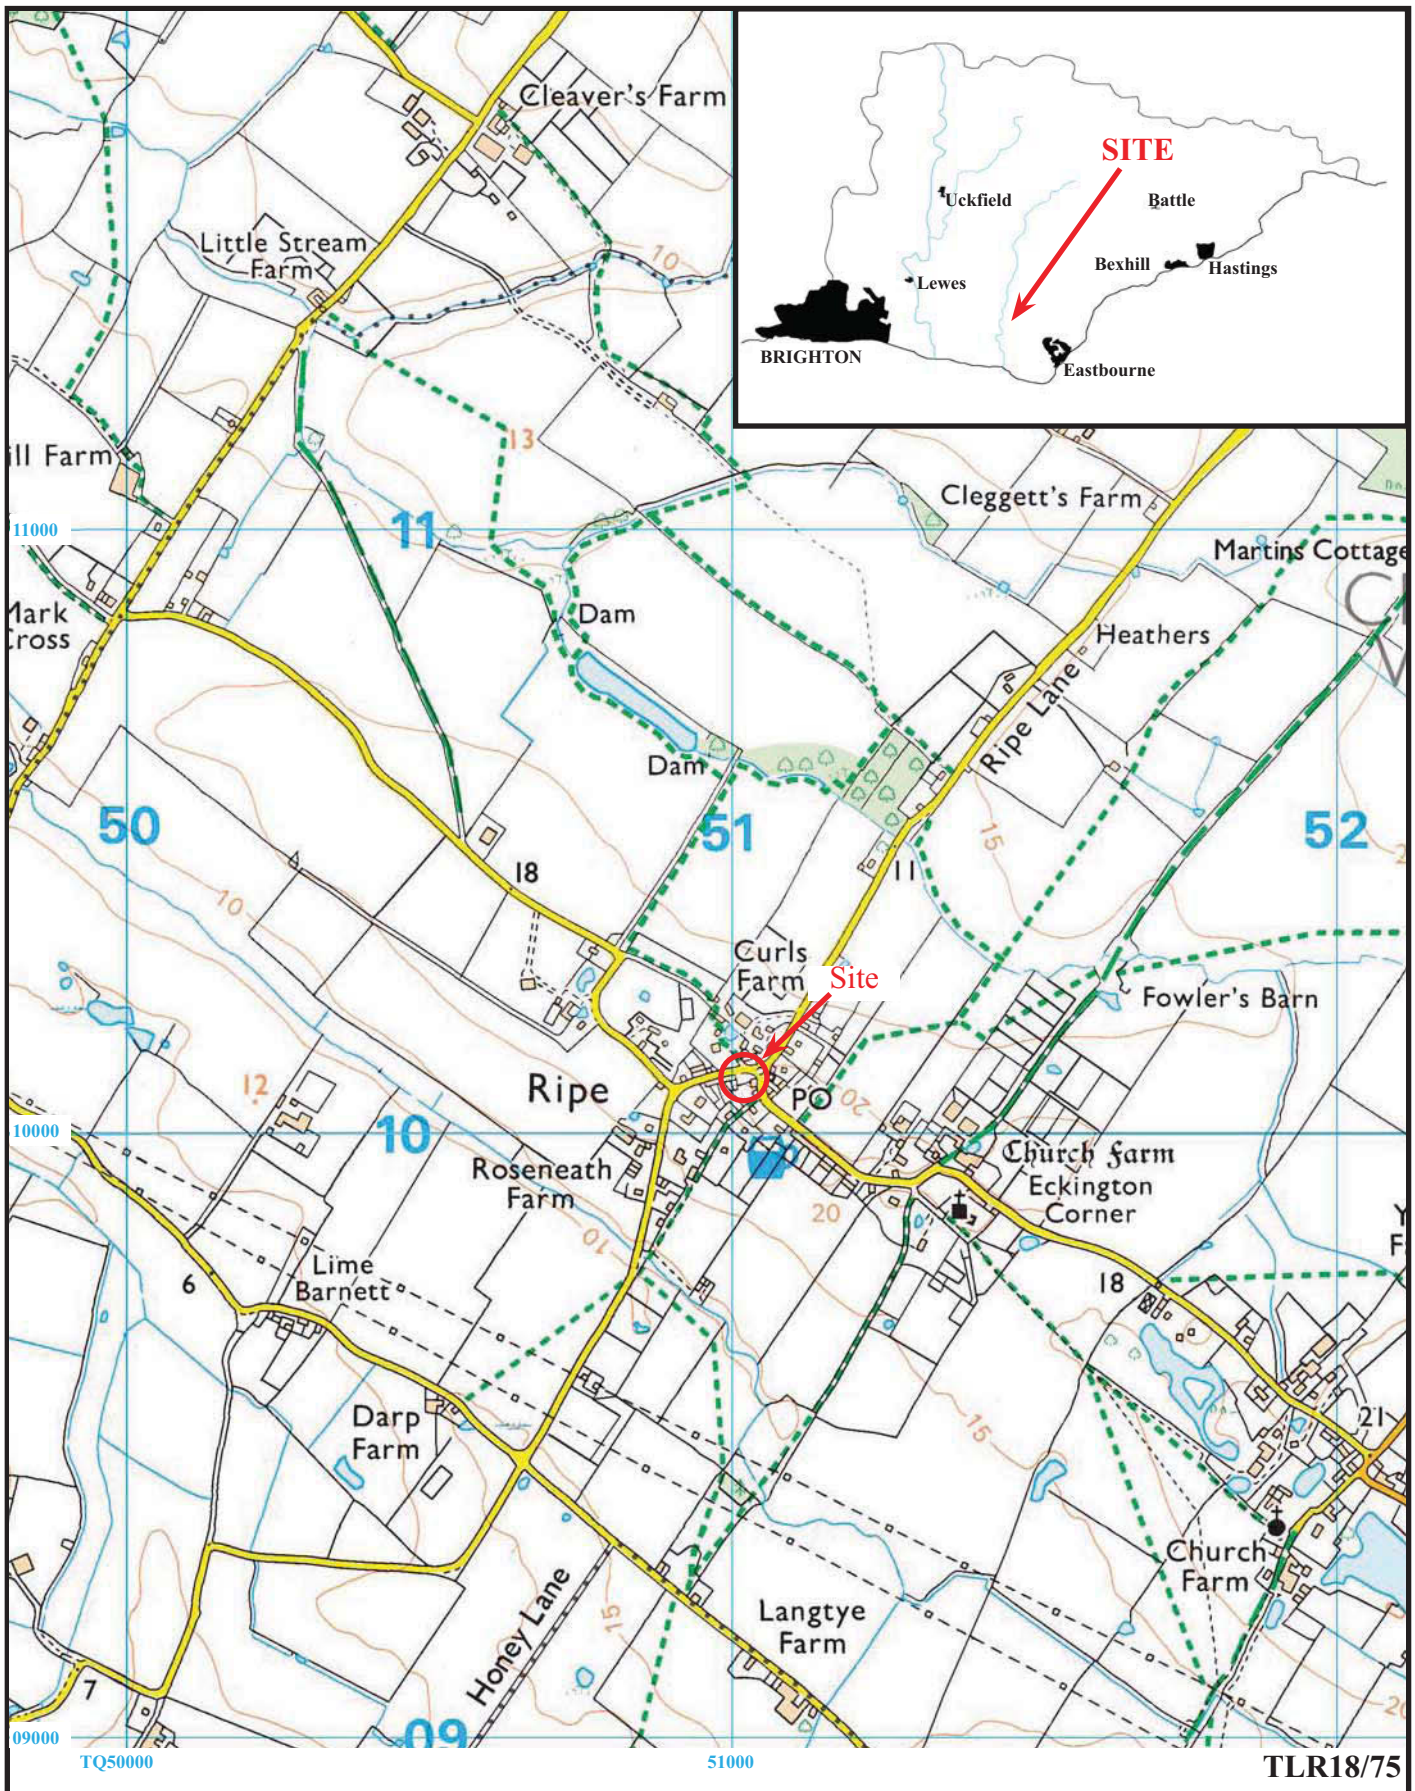 Cleaver's Farm
SITE
Uckfield
Battle
Bexhill
Hastings
Lewes
BRIGHTON
Eastbourne
Little Stream
Farm
10
13
ill Farm
11000
11
Cleggett's Farm
Martins Cottage
Mark
Cross
Dam
Heathers
Ripe Lane
Dam
50
51
52
15
11
18
10
Curls
Farm
Site
Fowler's Barn
12
Ripe
PO
20
10000
10
Roseneath
Farm
Church Farm
Eckington
Corner
20
10
Lime
Barnett
6
18
Darp
Farm
15
21
Church
Farm
Honey Lane
15
Langtye
Farm
7
20
09000
09
TQ50000
51000
TLR18/75